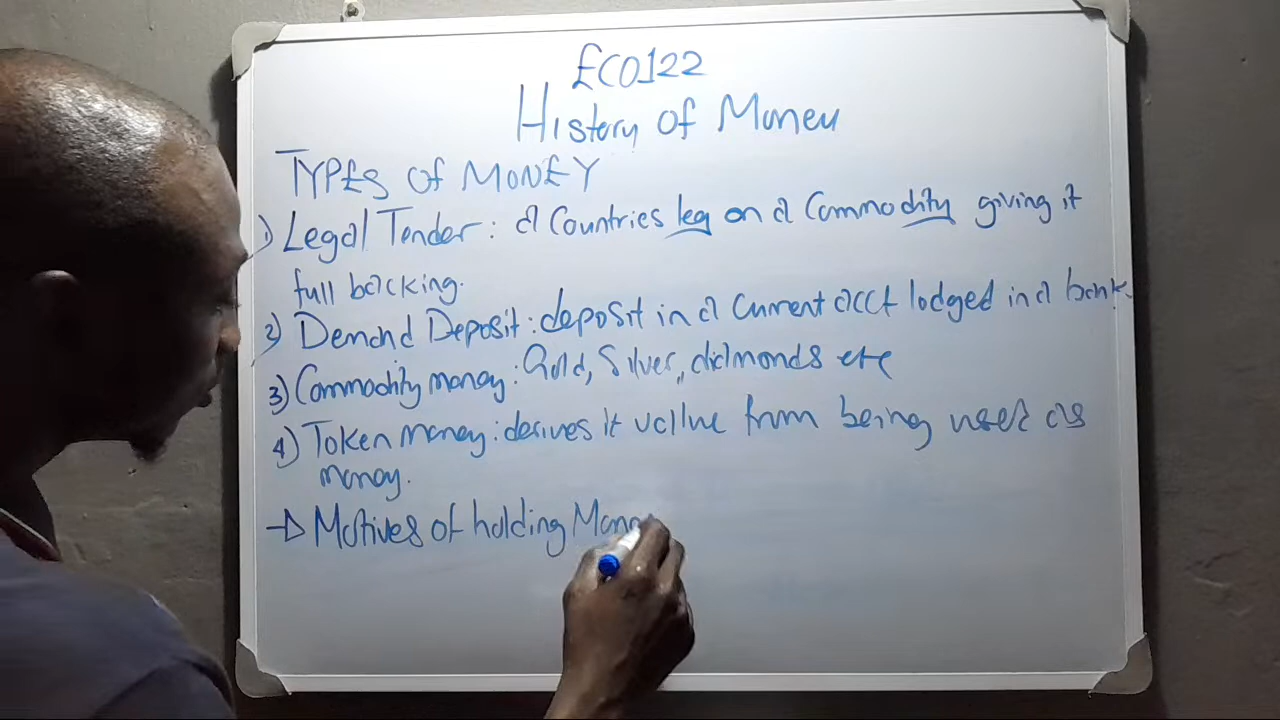 ECO122
History of Money
TYPES OF MONEY
1) Legal Tender: a Countries leg on a Commodity giving it
full backing.
2) Demand Deposit: deposit in a current acct lodged in a bank.
3) Commodity money: Gold, Silver, diamonds etc
4) Token money: derives it value from being used as
money.
→ Motives of holding Mon